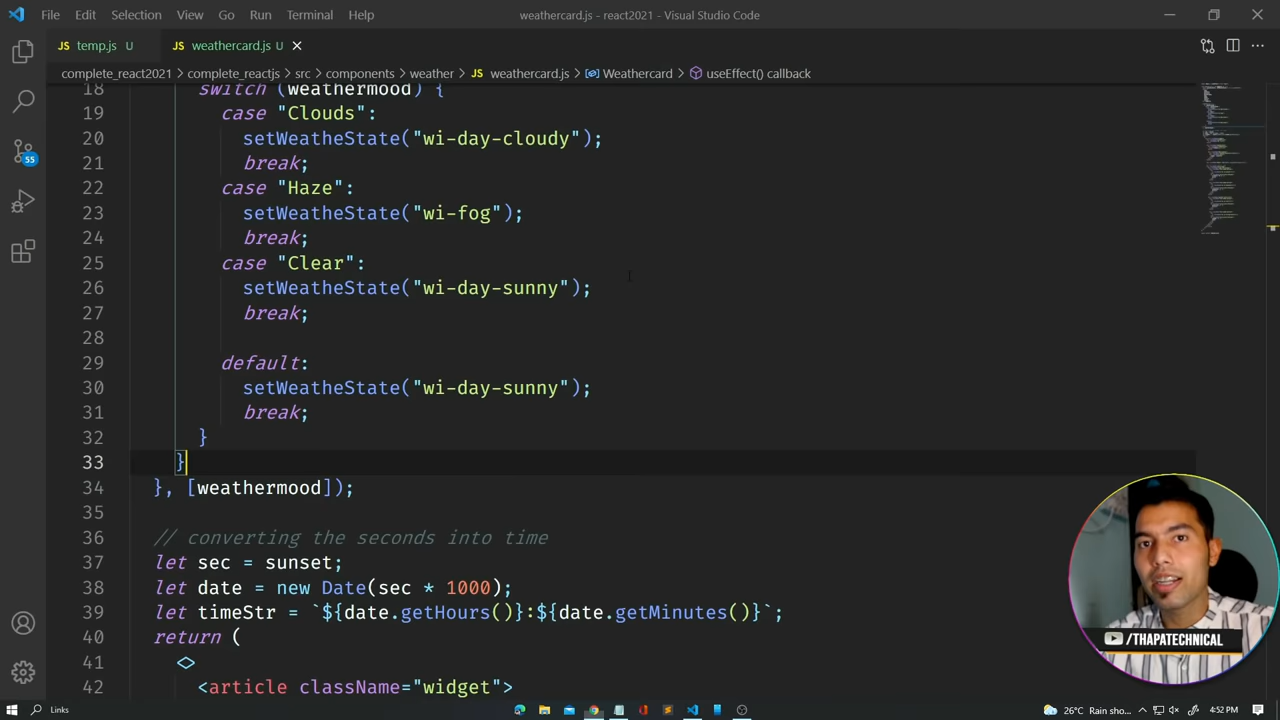 File Edit Selection View Go Run Terminal Help weathercard.js - react2021 - Visual Studio Code
JS temp.js U JS weathercard.js U
complete_react2021 > complete_reactjs > src > components > weather > JS weathercard.js > Weathercard > useEffect() callback
18 switch (weathermood) {
19 case "Clouds":
20 setWeatheState("wi-day-cloudy");
21 break;
22 case "Haze":
23 setWeatheState("wi-fog");
24 break;
25 case "Clear":
26 setWeatheState("wi-day-sunny");
27 break;
28
29 default:
30 setWeatheState("wi-day-sunny");
31 break;
32 }
33 }
34 }, [weathermood]);
35
36 // converting the seconds into time
37 let sec = sunset;
38 let date = new Date(sec * 1000);
39 let timeStr = `${date.getHours()}:${date.getMinutes()}`;
40 return (
41 <>
42 <article className="widget">
55
/THAPATECHNICAL
Links 26°C Rain sho... 4:52 PM